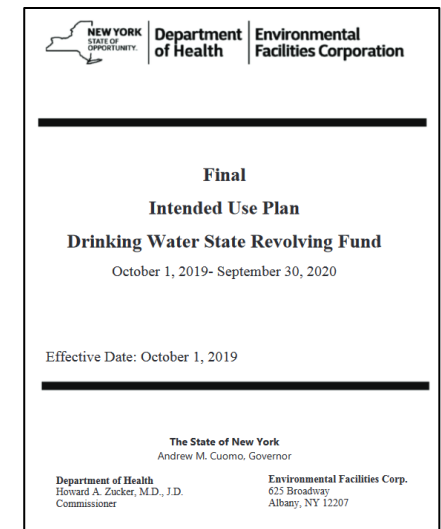 NEW YORK
STATE OF
OPPORTUNITY.
Department
of Health
Environmental
Facilities Corporation
Final
Intended Use Plan
Drinking Water State Revolving Fund
October 1, 2019- September 30, 2020
Effective Date: October 1, 2019
The State of New York
Andrew M. Cuomo, Governor
Department of Health
Howard A. Zucker, M.D., J.D.
Commissioner
Environmental Facilities Corp.
625 Broadway
Albany, NY 12207